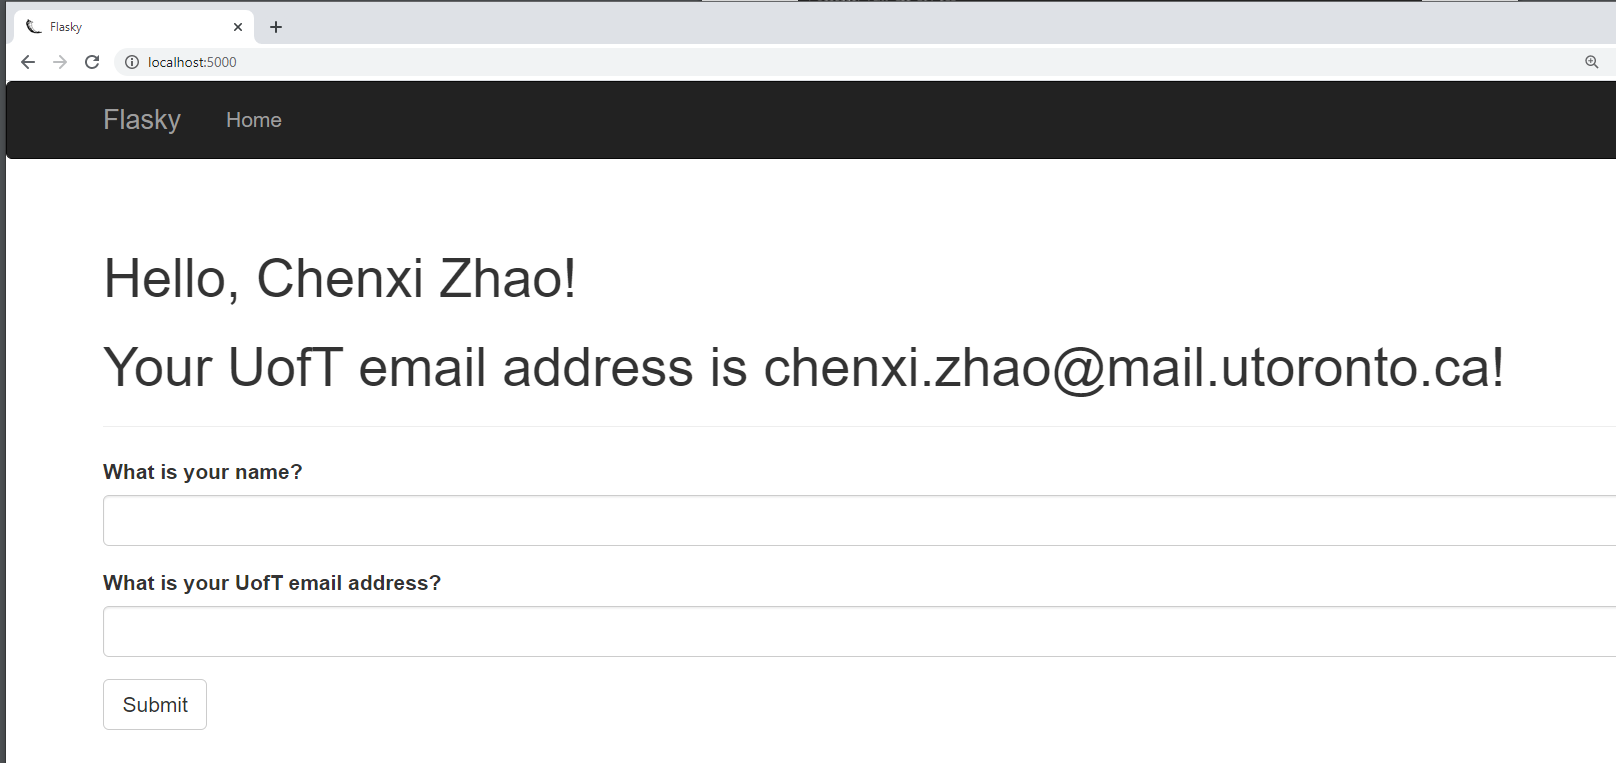 Flasky
localhost:5000
Flasky Home
Hello, Chenxi Zhao!
Your UofT email address is chenxi.zhao@mail.utoronto.ca!
What is your name?
What is your UofT email address?
Submit